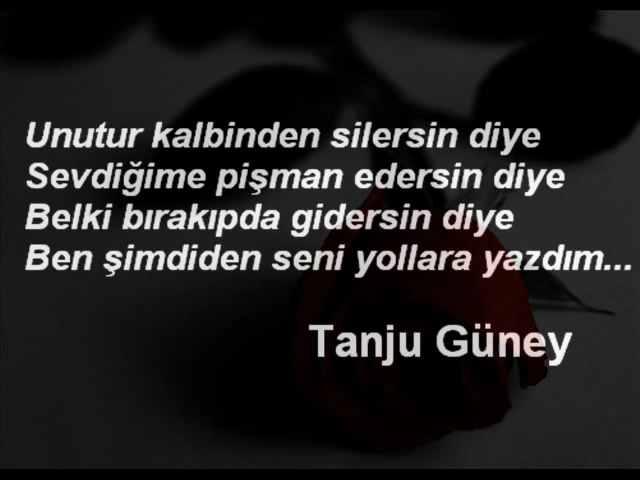 Unutur kalbinden silersin diye
Sevdiğime pişman edersin diye
Belki bırakıpda gidersin diye
Ben şimdiden seni yollara yazdım...
Tanju Güney